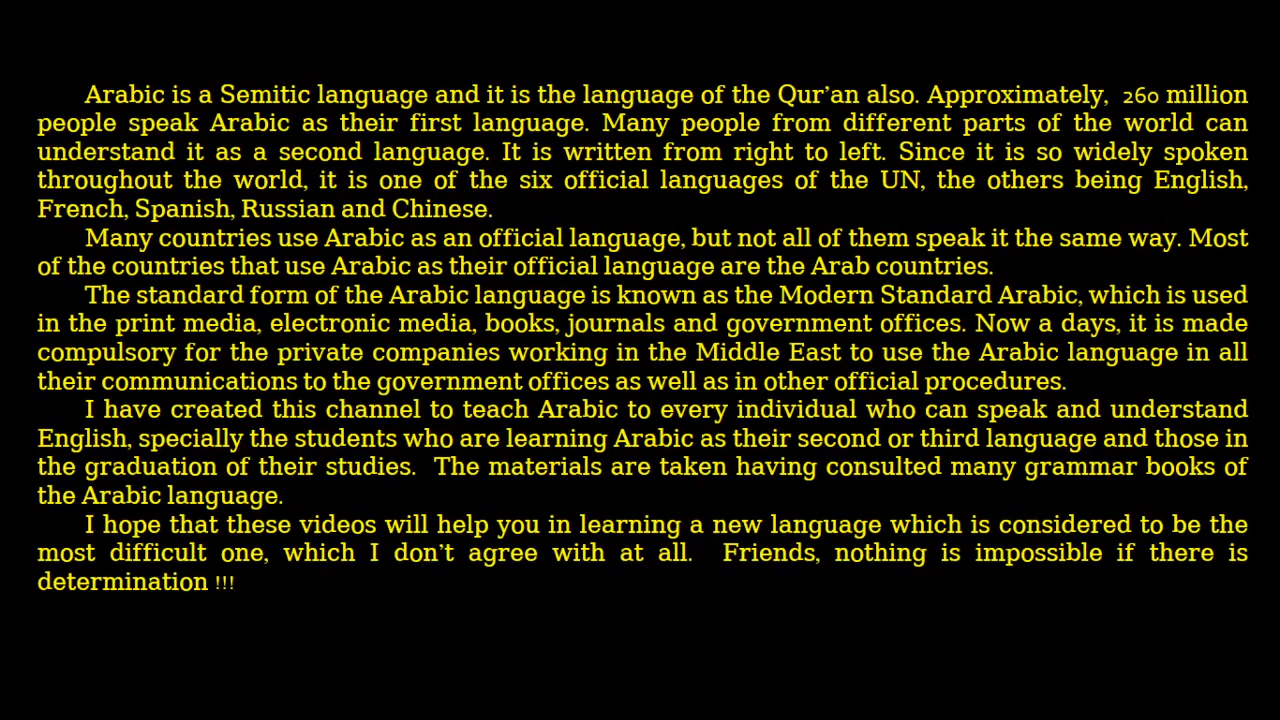 Arabic is a Semitic language and it is the language of the Qur’an also. Approximately, 260 million
people speak Arabic as their first language. Many people from different parts of the world can
understand it as a second language. It is written from right to left. Since it is so widely spoken
throughout the world, it is one of the six official languages of the UN, the others being English,
French, Spanish, Russian and Chinese.
Many countries use Arabic as an official language, but not all of them speak it the same way. Most
of the countries that use Arabic as their official language are the Arab countries.
The standard form of the Arabic language is known as the Modern Standard Arabic, which is used
in the print media, electronic media, books, journals and government offices. Now a days, it is made
compulsory for the private companies working in the Middle East to use the Arabic language in all
their communications to the government offices as well as in other official procedures.
I have created this channel to teach Arabic to every individual who can speak and understand
English, specially the students who are learning Arabic as their second or third language and those in
the graduation of their studies. The materials are taken having consulted many grammar books of
the Arabic language.
I hope that these videos will help you in learning a new language which is considered to be the
most difficult one, which I don’t agree with at all. Friends, nothing is impossible if there is
determination !!!